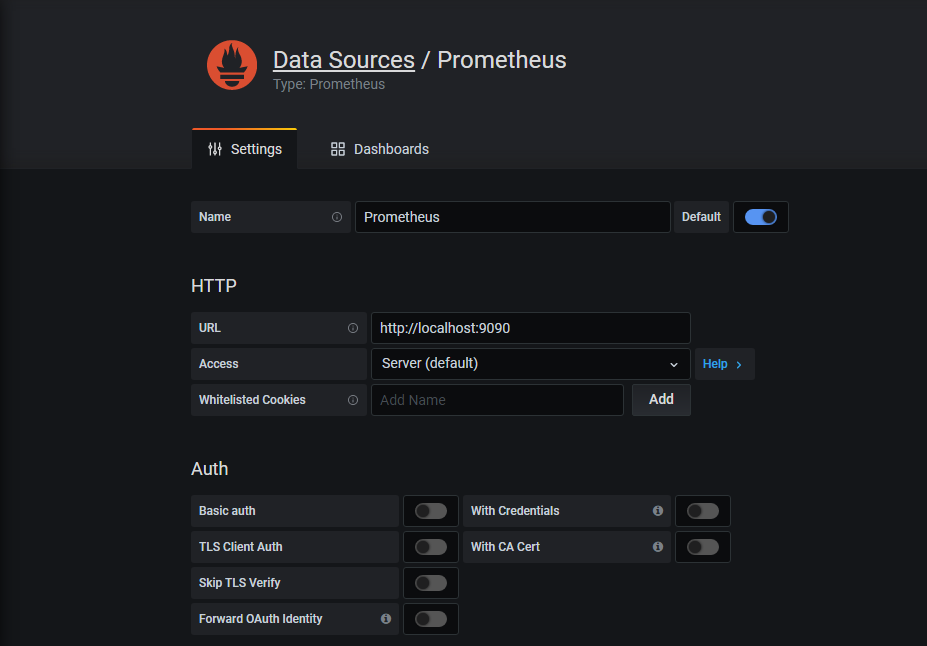 Data Sources / Prometheus
Type: Prometheus
Settings Dashboards
Name Prometheus Default
HTTP
URL http://localhost:9090
Access Server (default) Help
Whitelisted Cookies Add Name Add
Auth
Basic auth With Credentials
TLS Client Auth With CA Cert
Skip TLS Verify
Forward OAuth Identity